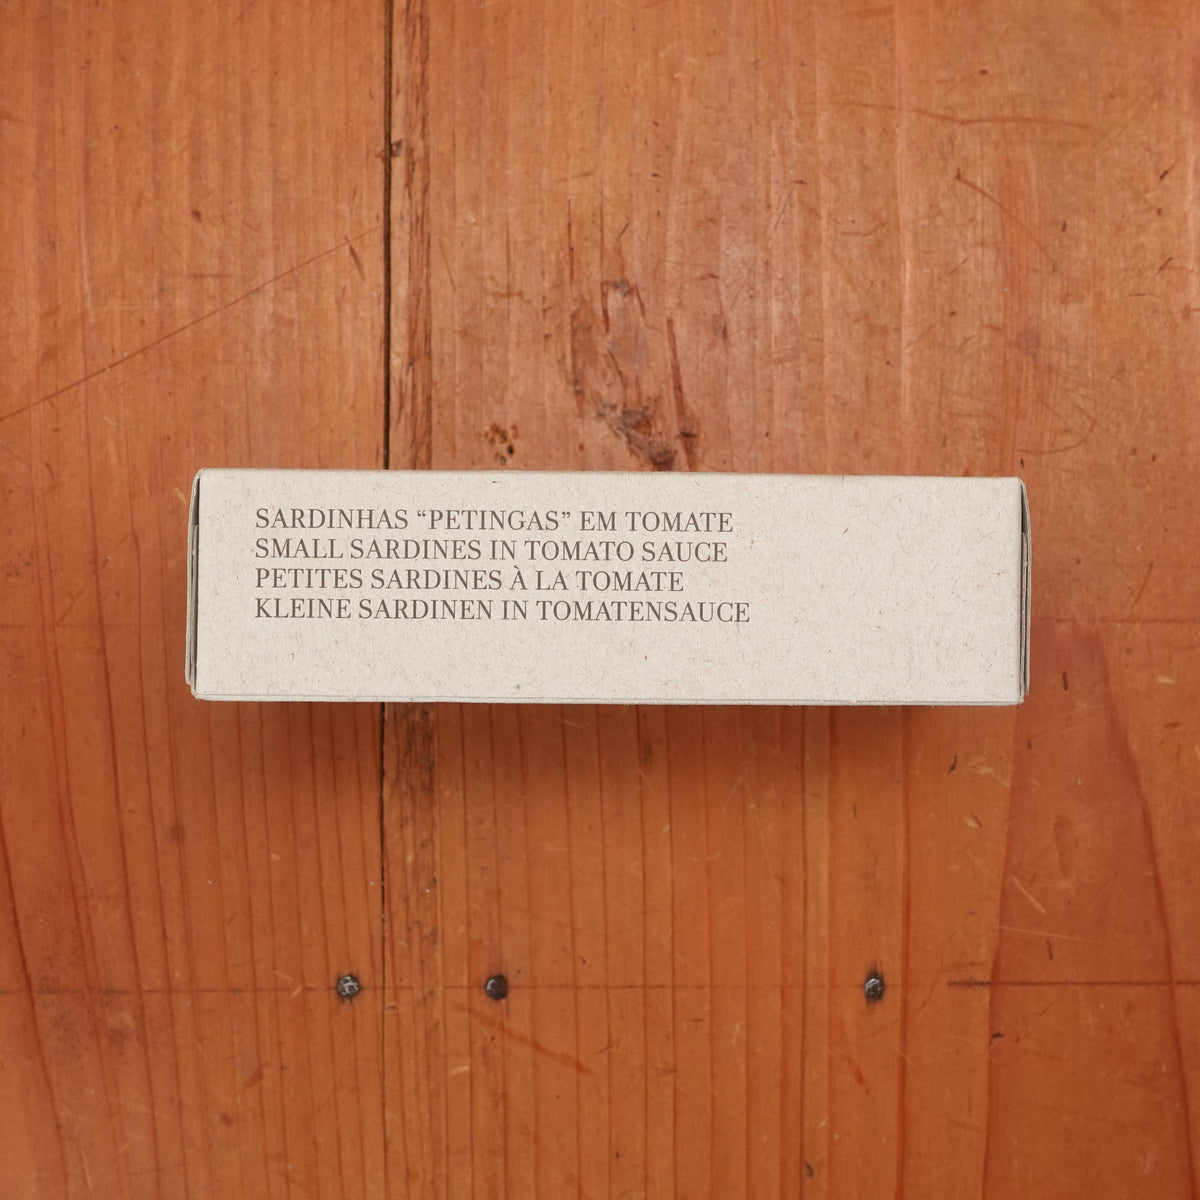 SARDINHAS “PETINGAS” EM TOMATE
SMALL SARDINES IN TOMATO SAUCE
PETITES SARDINES À LA TOMATE
KLEINE SARDINEN IN TOMATENSAUCE